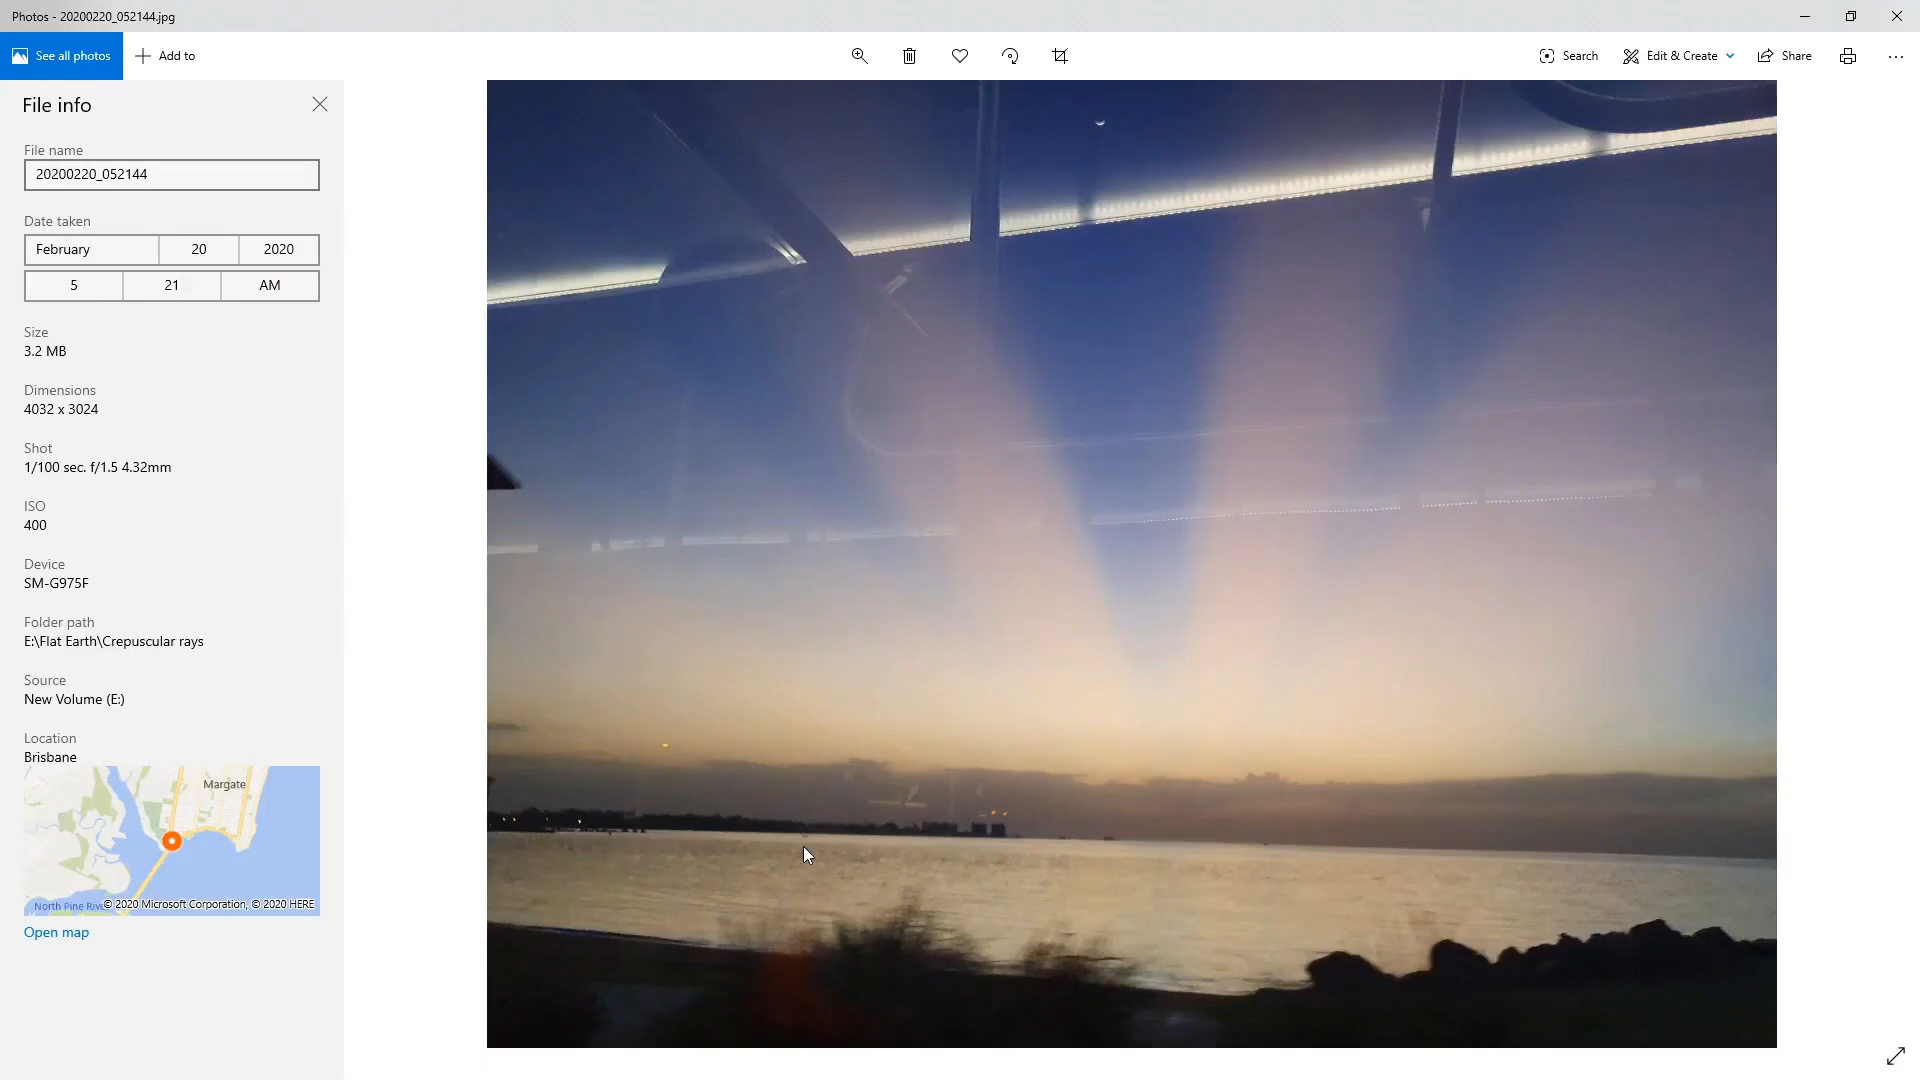 Photos - 20200220_052144.jpg
See all photos
Add to
Search
Edit & Create
Share
File info
File name
20200220_052144
Date taken
February 20 2020
5 21 AM
Size
3.2 MB
Dimensions
4032 x 3024
Shot
1/100 sec. f/1.5 4.32mm
ISO
400
Device
SM-G975F
Folder path
E:\Flat Earth\Crepuscular rays
Source
New Volume (E:)
Location
Brisbane
Margate
North Pine Rive
© 2020 Microsoft Corporation, © 2020 HERE
Open map